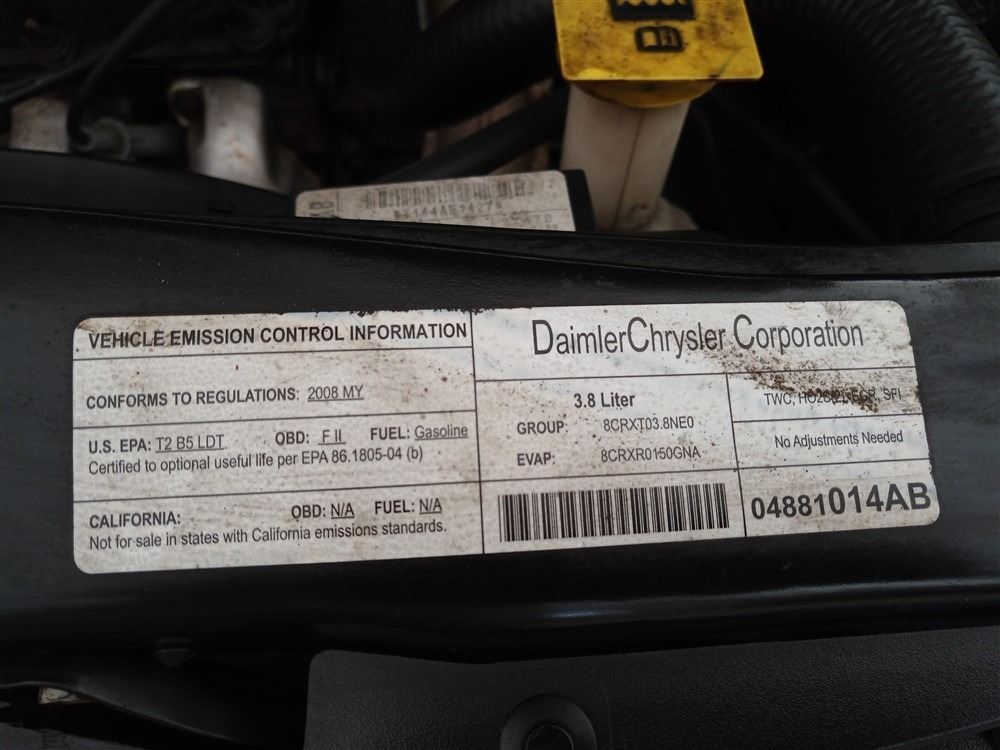 VEHICLE EMISSION CONTROL INFORMATION
CONFORMS TO REGULATIONS: 2008 MY
U.S. EPA: T2 B5 LDT OBD: F II FUEL: Gasoline
Certified to optional useful life per EPA 86.1805-04 (b)
CALIFORNIA: OBD: N/A FUEL: N/A
Not for sale in states with California emissions standards.
DaimlerChrysler Corporation
3.8 Liter
GROUP: 8CRXT03.8NE0
EVAP: 8CRXR0150GNA
TWC, HO2S(2), EGR, SFI
No Adjustments Needed
04881014AB